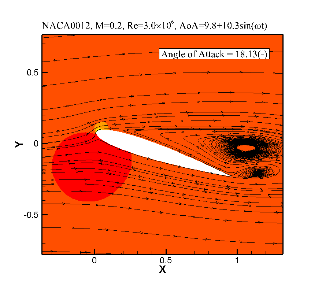 NACA0012, M=0.2, Re=3.0×10⁶, AoA=9.8+10.3sin(ωt)
Angle of Attack = 18.13(-)
0.5
Y
0
-0.5
0
0.5
1
X